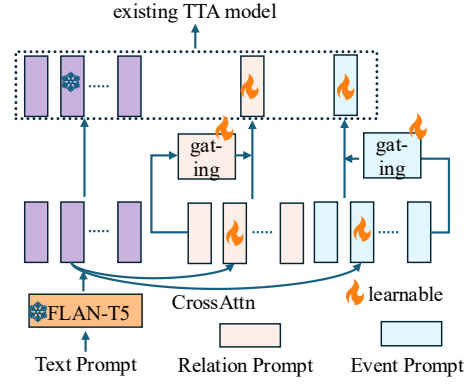 existing TTA model
gat-
ing
gat-
ing
CrossAttn
learnable
FLAN-T5
Text Prompt
Relation Prompt
Event Prompt